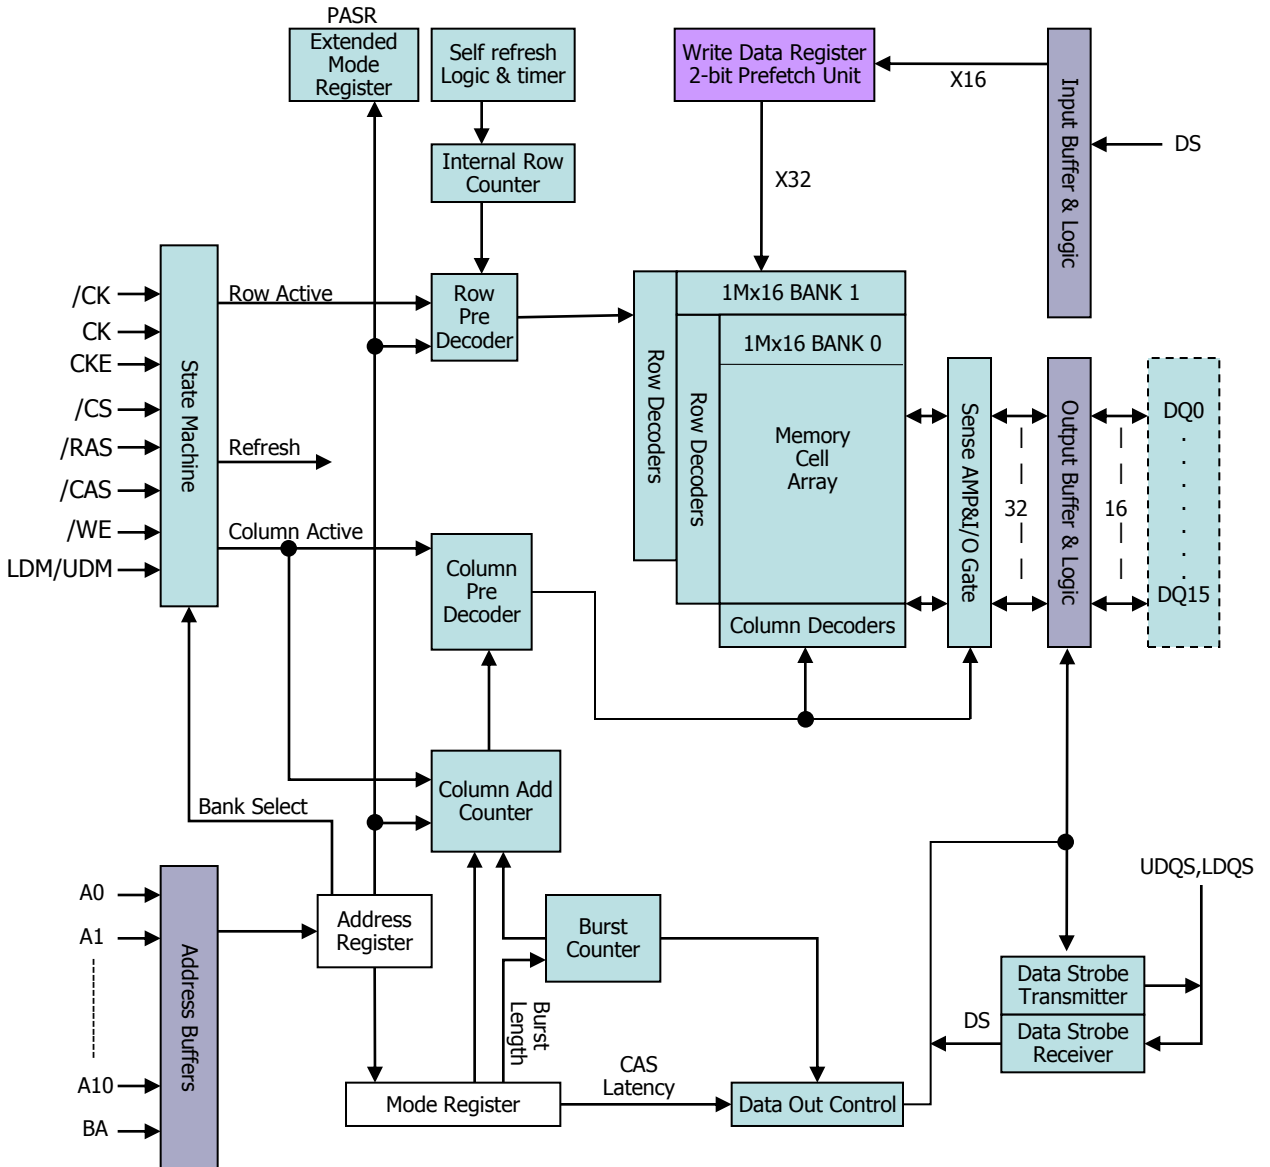 PASR
Extended
Mode
Register
Self refresh
Logic & timer
Write Data Register
2-bit Prefetch Unit
X16
Input Buffer & Logic
DS
Internal Row
Counter
X32
/CK
CK
CKE
/CS
/RAS
/CAS
/WE
LDM/UDM
State Machine
Row Active
Refresh
Column Active
Row
Pre
Decoder
Row Decoders
Row Decoders
1Mx16 BANK 1
1Mx16 BANK 0
Memory
Cell
Array
Column Decoders
Sense AMP&I/O Gate
32
Output Buffer & Logic
16
DQ0
.
.
.
.
.
.
.
DQ15
Column
Pre
Decoder
Bank Select
Column Add
Counter
A0
A1
A10
BA
Address Buffers
Address
Register
Burst
Counter
Burst
Length
Mode Register
CAS
Latency
Data Out Control
UDQS,LDQS
Data Strobe
Transmitter
DS
Data Strobe
Receiver